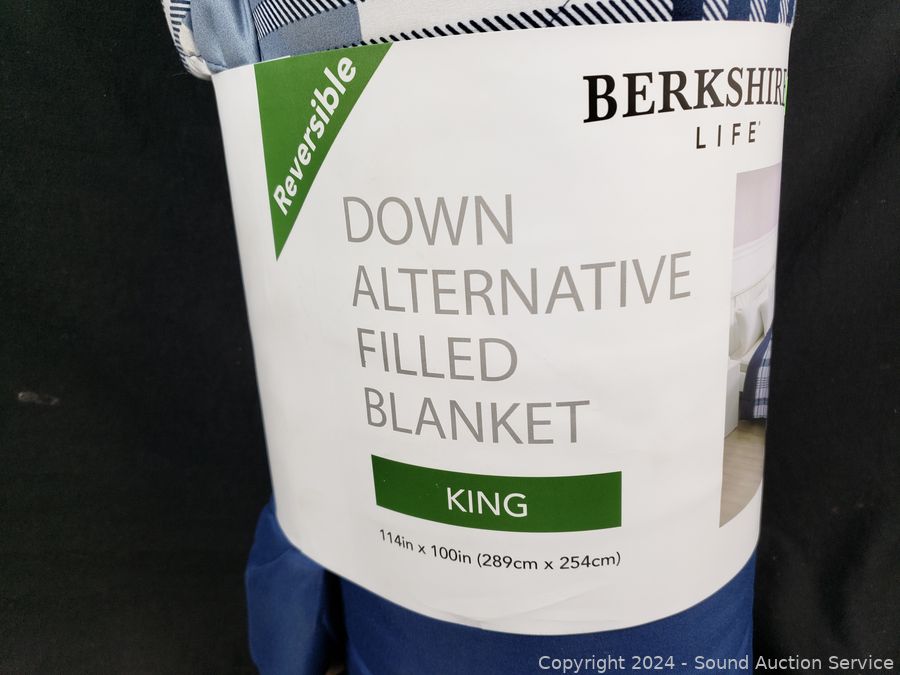 Reversible
BERKSHIRE
LIFE
DOWN
ALTERNATIVE
FILLED
BLANKET
KING
114in x 100in (289cm x 254cm)
Copyright 2024 - Sound Auction Service